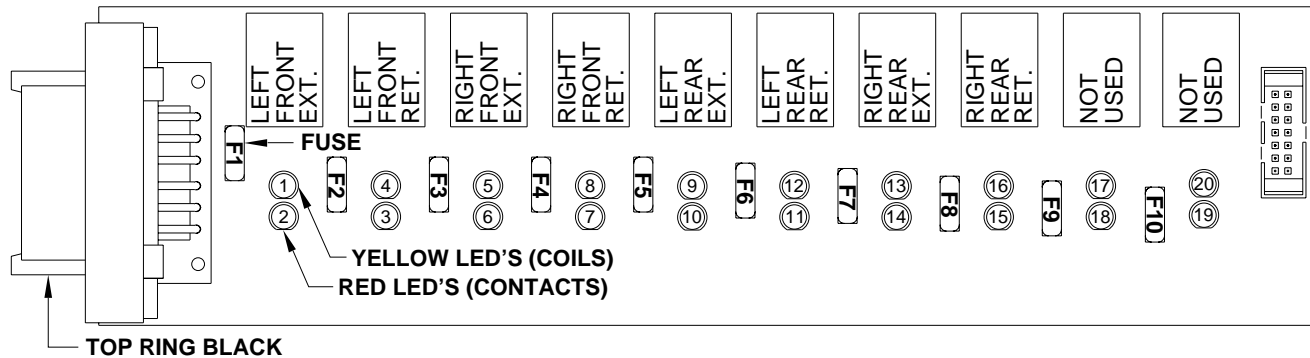 LEFT
FRONT
EXT.
LEFT
FRONT
RET.
RIGHT
FRONT
EXT.
RIGHT
FRONT
RET.
LEFT
REAR
EXT.
LEFT
REAR
RET.
RIGHT
REAR
EXT.
RIGHT
REAR
RET.
NOT
USED
NOT
USED
F1
FUSE
F2
F3
F4
F5
F6
F7
F8
F9
F10
1
4
5
8
9
12
13
16
17
20
2
3
6
7
10
11
14
15
18
19
YELLOW LED'S (COILS)
RED LED'S (CONTACTS)
TOP RING BLACK